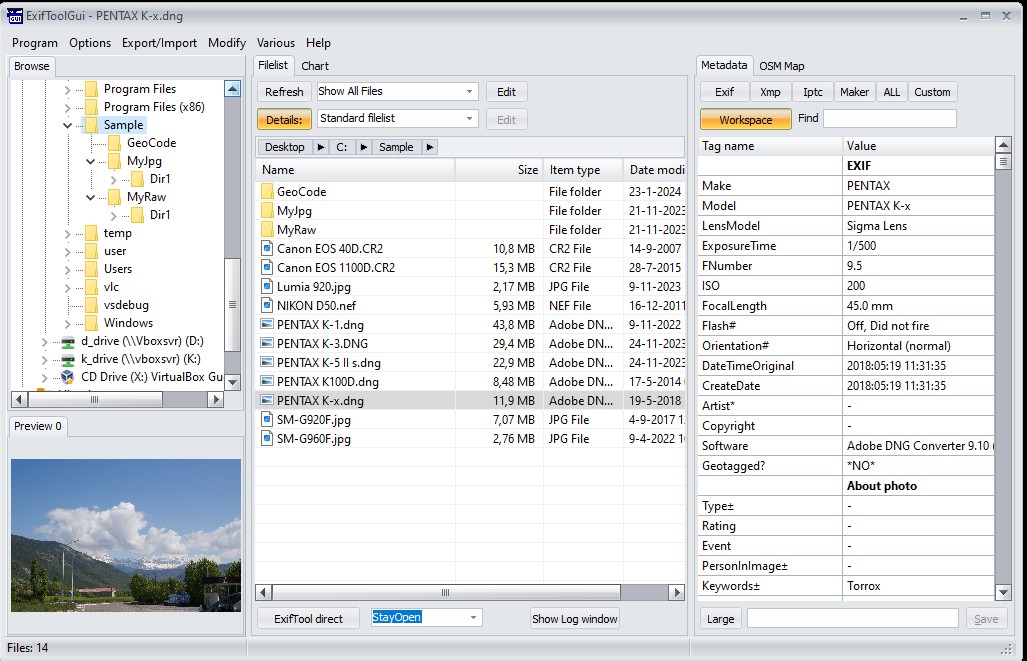 ExifToolGui - PENTAX K-x.dng
Program Options Export/Import Modify Various Help
Browse
Program Files
Program Files (x86)
Sample
GeoCode
MyJpg
Dir1
MyRaw
Dir1
temp
user
Users
vlc
vsdebug
Windows
d_drive (\\Vboxsvr) (D:)
k_drive (\\Vboxsvr) (K:)
CD Drive (X:) VirtualBox Gu
Preview 0
Filelist Chart
Refresh Show All Files Edit
Details: Standard filelist Edit
Desktop C: Sample
Name Size Item type Date modi
GeoCode File folder 23-1-2024
MyJpg File folder 21-11-2023
MyRaw File folder 21-11-2023
Canon EOS 40D.CR2 10,8 MB CR2 File 14-9-2007
Canon EOS 1100D.CR2 15,3 MB CR2 File 28-7-2015
Lumia 920.jpg 2,17 MB JPG File 9-11-2023
NIKON D50.nef 5,93 MB NEF File 16-12-2011
PENTAX K-1.dng 43,8 MB Adobe DN... 9-11-2022
PENTAX K-3.DNG 29,4 MB Adobe DN... 24-11-2023
PENTAX K-5 II s.dng 22,9 MB Adobe DN... 24-11-2023
PENTAX K100D.dng 8,48 MB Adobe DN... 17-5-2014
PENTAX K-x.dng 11,9 MB Adobe DN... 19-5-2018
SM-G920F.jpg 7,07 MB JPG File 4-9-2017 1
SM-G960F.jpg 2,76 MB JPG File 9-4-2022 1
ExifTool direct StayOpen Show Log window
Metadata OSM Map
Exif Xmp Iptc Maker ALL Custom
Workspace Find
Tag name Value
EXIF
Make PENTAX
Model PENTAX K-x
LensModel Sigma Lens
ExposureTime 1/500
FNumber 9.5
ISO 200
FocalLength 45.0 mm
Flash# Off, Did not fire
Orientation# Horizontal (normal)
DateTimeOriginal 2018:05:19 11:31:35
CreateDate 2018:05:19 11:31:35
Artist* -
Copyright -
Software Adobe DNG Converter 9.10 (
Geotagged? *NO*
About photo
Type± -
Rating -
Event -
PersonInImage± -
Keywords± Torrox
Large Save
Files: 14